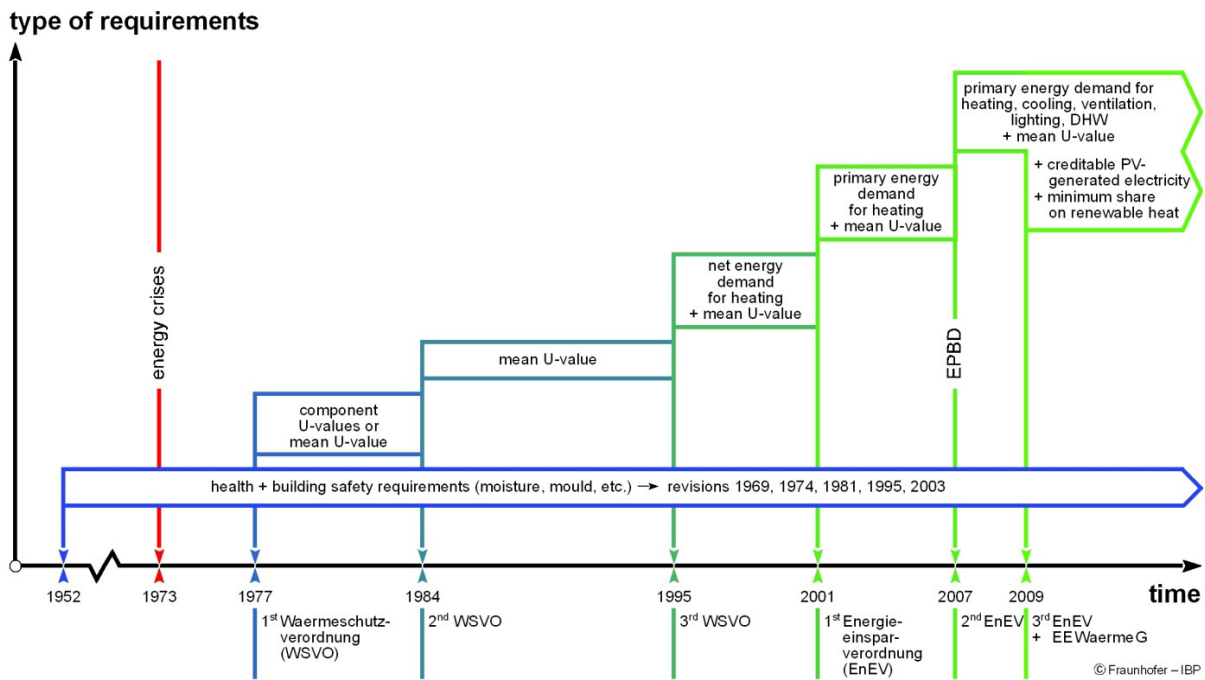 type of requirements
primary energy demand for
heating, cooling, ventilation,
lighting, DHW
+ mean U-value
+ creditable PV-
generated electricity
+ minimum share
on renewable heat
primary energy
demand
for heating
+ mean U-value
net energy
demand
for heating
+ mean U-value
energy crises
EPBD
mean U-value
component
U-values or
mean U-value
health + building safety requirements (moisture, mould, etc.) → revisions 1969, 1974, 1981, 1995, 2003
1952 1973 1977 1984 1995 2001 2007 2009 time
1st Waermeschutz-
verordnung
(WSVO)
2nd WSVO
3rd WSVO
1st Energie-
einspar-
verordnung
(EnEV)
2nd EnEV
3rd EnEV
+ EEWaermeG
© Fraunhofer – IBP